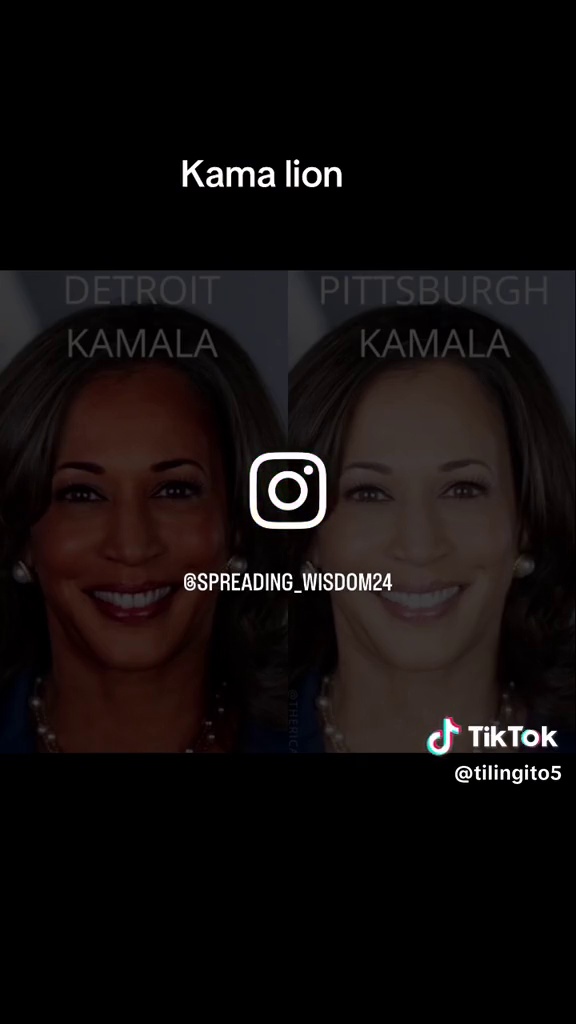 Kama lion
DETROIT
KAMALA
PITTSBURGH
KAMALA
@SPREADING_WISDOM24
TikTok
@tilingito5